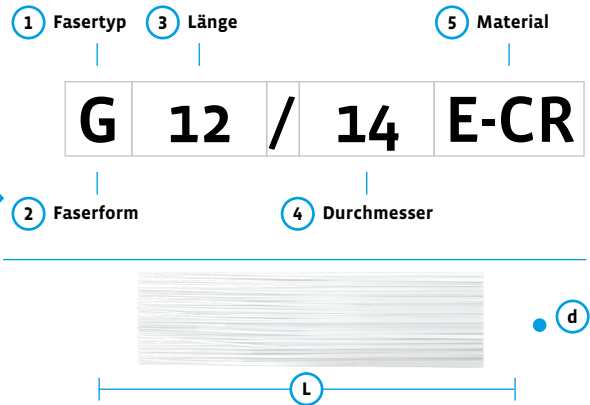 1 Fasertyp 3 Länge 5 Material
G 12 / 14 E-CR
2 Faserform 4 Durchmesser
d
L